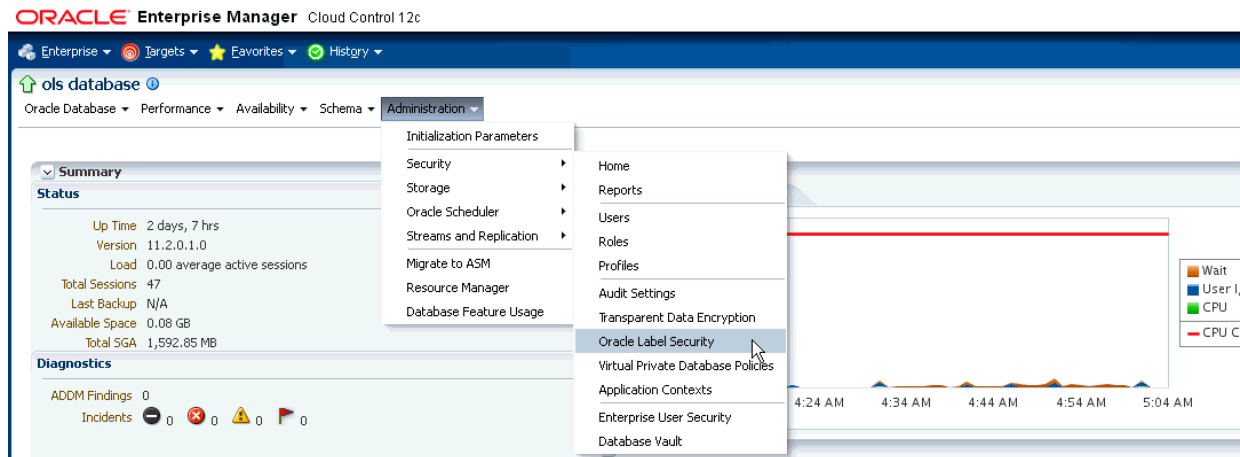 ORACLE Enterprise Manager Cloud Control 12c
Enterprise Targets Favorites History
ols database
Oracle Database Performance Availability Schema Administration
Initialization Parameters
Security
Storage
Oracle Scheduler
Streams and Replication
Migrate to ASM
Resource Manager
Database Feature Usage
Home
Reports
Users
Roles
Profiles
Audit Settings
Transparent Data Encryption
Oracle Label Security
Virtual Private Database Policies
Application Contexts
Enterprise User Security
Database Vault
Summary
Status
Up Time 2 days, 7 hrs
Version 11.2.0.1.0
Load 0.00 average active sessions
Total Sessions 47
Last Backup N/A
Available Space 0.08 GB
Total SGA 1,592.85 MB
Diagnostics
ADDM Findings 0
Incidents 0 0 0 0
Wait
User I,
CPU
CPU C
4:24 AM 4:34 AM 4:44 AM 4:54 AM 5:04 AM